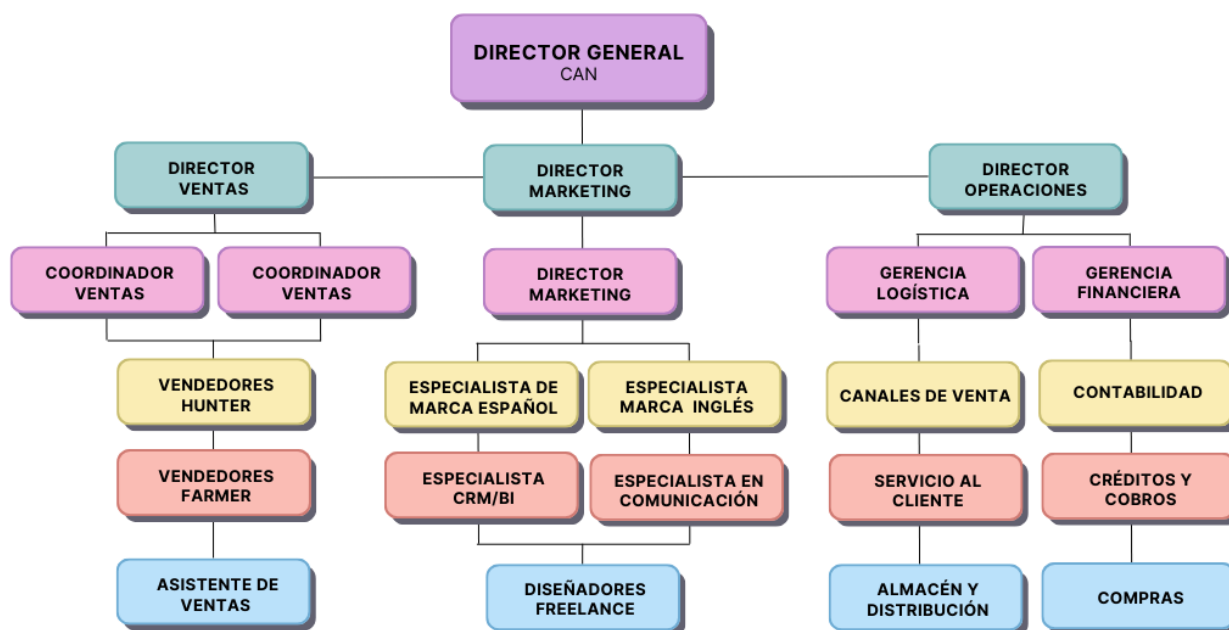 DIRECTOR GENERAL
CAN
DIRECTOR
VENTAS
DIRECTOR
MARKETING
DIRECTOR
OPERACIONES
COORDINADOR
VENTAS
COORDINADOR
VENTAS
DIRECTOR
MARKETING
GERENCIA
LOGÍSTICA
GERENCIA
FINANCIERA
VENDEDORES
HUNTER
ESPECIALISTA DE
MARCA ESPAÑOL
ESPECIALISTA
MARCA INGLÉS
CANALES DE VENTA
CONTABILIDAD
VENDEDORES
FARMER
ESPECIALISTA
CRM/BI
ESPECIALISTA EN
COMUNICACIÓN
SERVICIO AL
CLIENTE
CRÉDITOS Y
COBROS
ASISTENTE DE
VENTAS
DISEÑADORES
FREELANCE
ALMACÉN Y
DISTRIBUCIÓN
COMPRAS